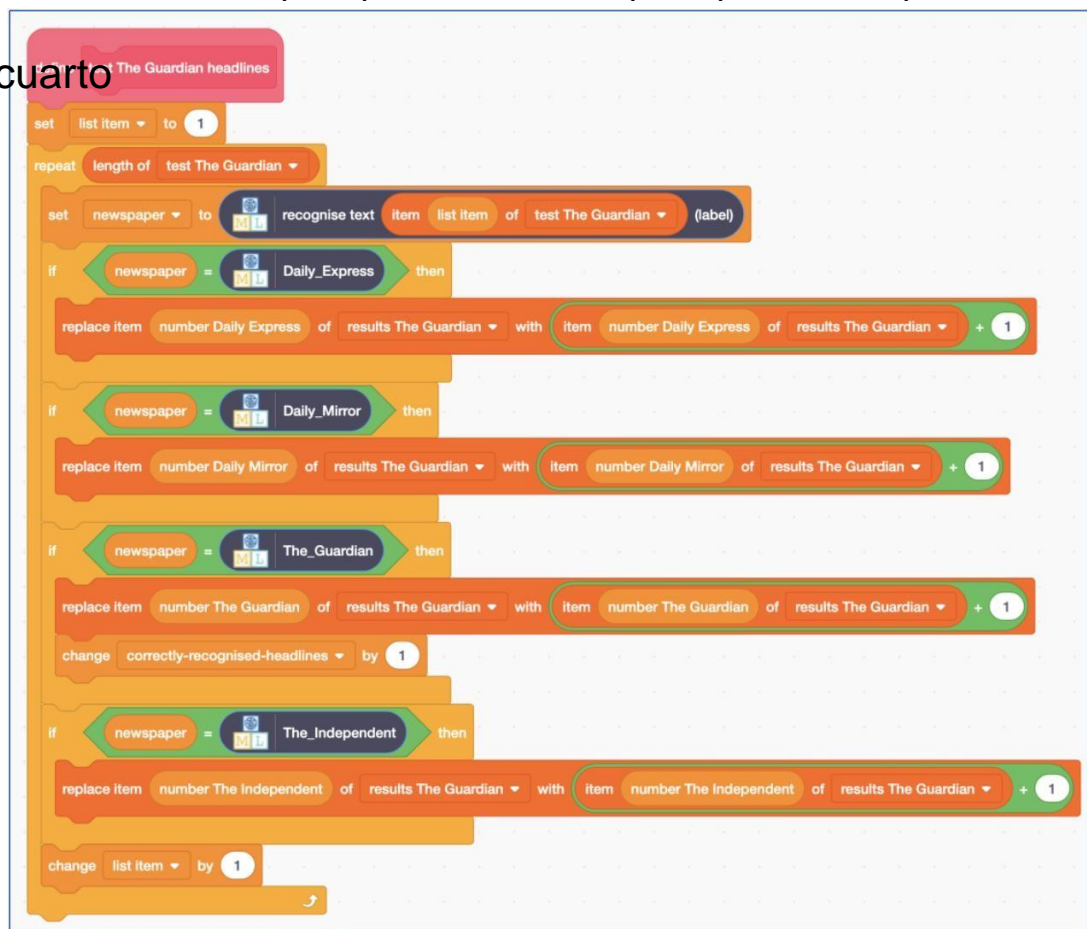 cuarto
test The Guardian headlines
set list item to 1
repeat length of test The Guardian
set newspaper to ML recognise text item list item of test The Guardian (label)
if newspaper = ML Daily_Express then
replace item number Daily Express of results The Guardian with item number Daily Express of results The Guardian + 1
if newspaper = ML Daily_Mirror then
replace item number Daily Mirror of results The Guardian with item number Daily Mirror of results The Guardian + 1
if newspaper = ML The_Guardian then
replace item number The Guardian of results The Guardian with item number The Guardian of results The Guardian + 1
change correctly-recognised-headlines by 1
if newspaper = ML The_Independent then
replace item number The Independent of results The Guardian with item number The Independent of results The Guardian + 1
change list item by 1